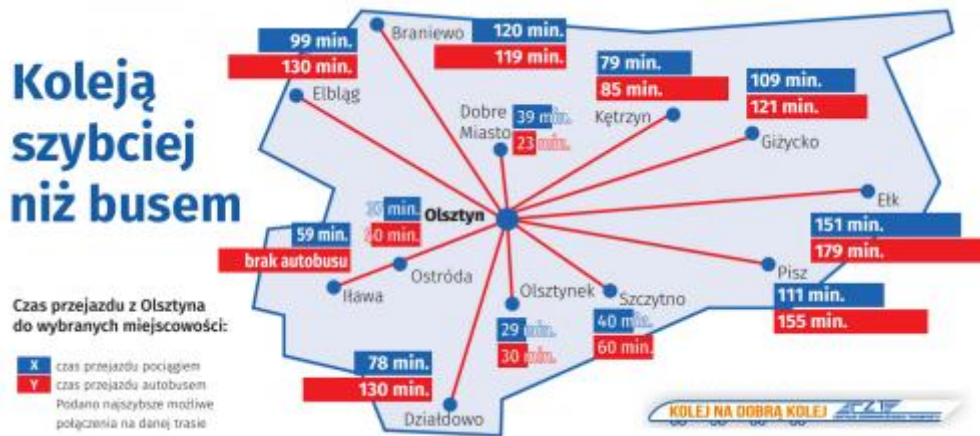 Koleją
szybciej
niż busem
Czas przejazdu z Olsztyna
do wybranych miejscowości:
X czas przejazdu pociągiem
Y czas przejazdu autobusem
Podano najszybsze możliwe
połączenia na danej trasie
99 min.
130 min.
Elbląg
Braniewo
120 min.
119 min.
Dobre
Miasto
39 min.
23 min.
79 min.
85 min.
Kętrzyn
109 min.
121 min.
Giżycko
Ełk
151 min.
179 min.
Pisz
111 min.
155 min.
Olsztyn
min.
min.
Ostróda
59 min.
brak autobusu
Iława
Olsztynek
29 min.
30 min.
Szczytno
40 min.
60 min.
78 min.
130 min.
Działdowo
KOLEJ NA DOBRĄ KOLEJ